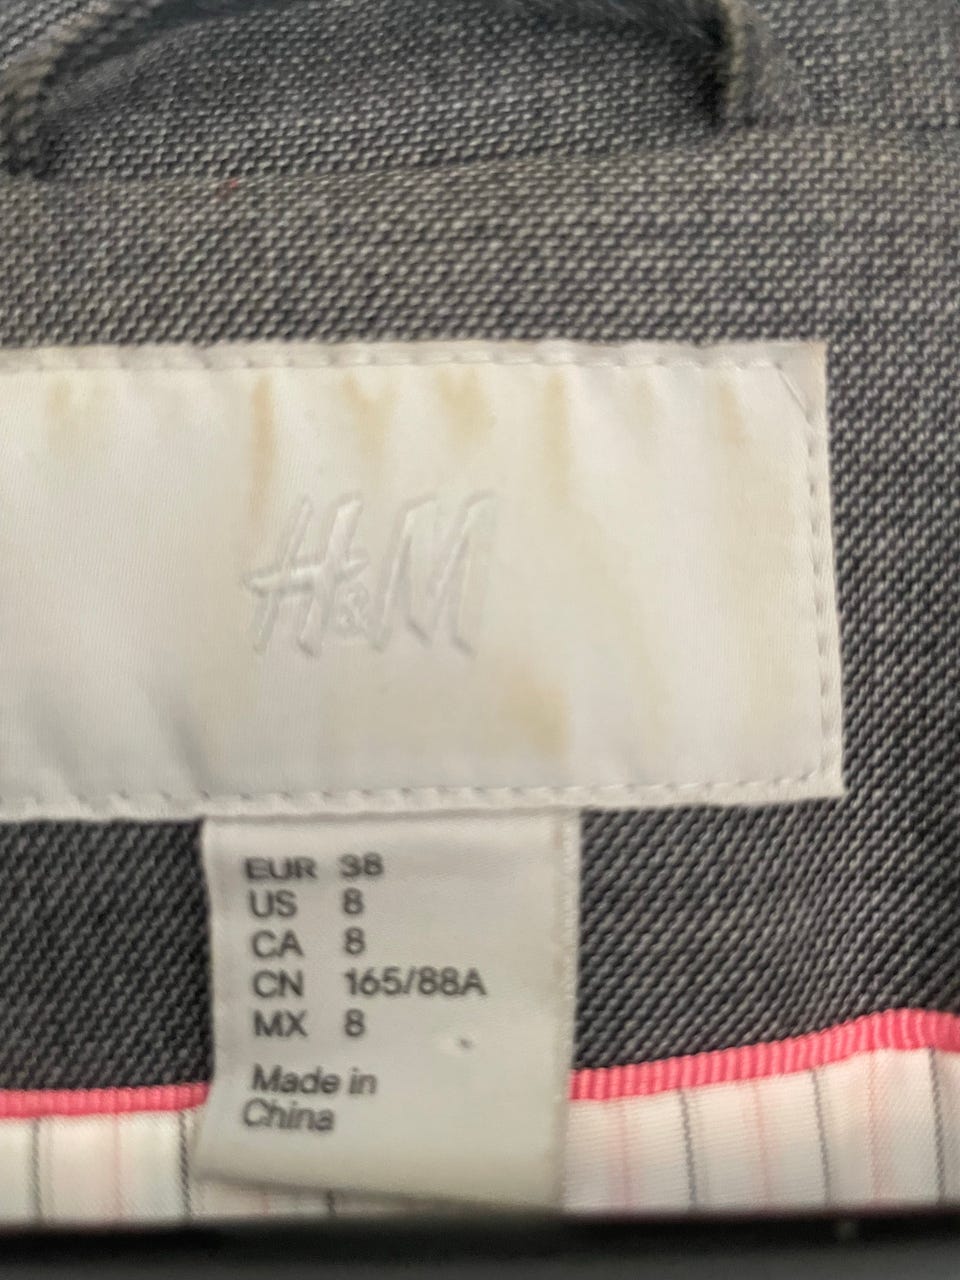 H&M
EUR 38
US 8
CA 8
CN 165/88A
MX 8
Made in
China